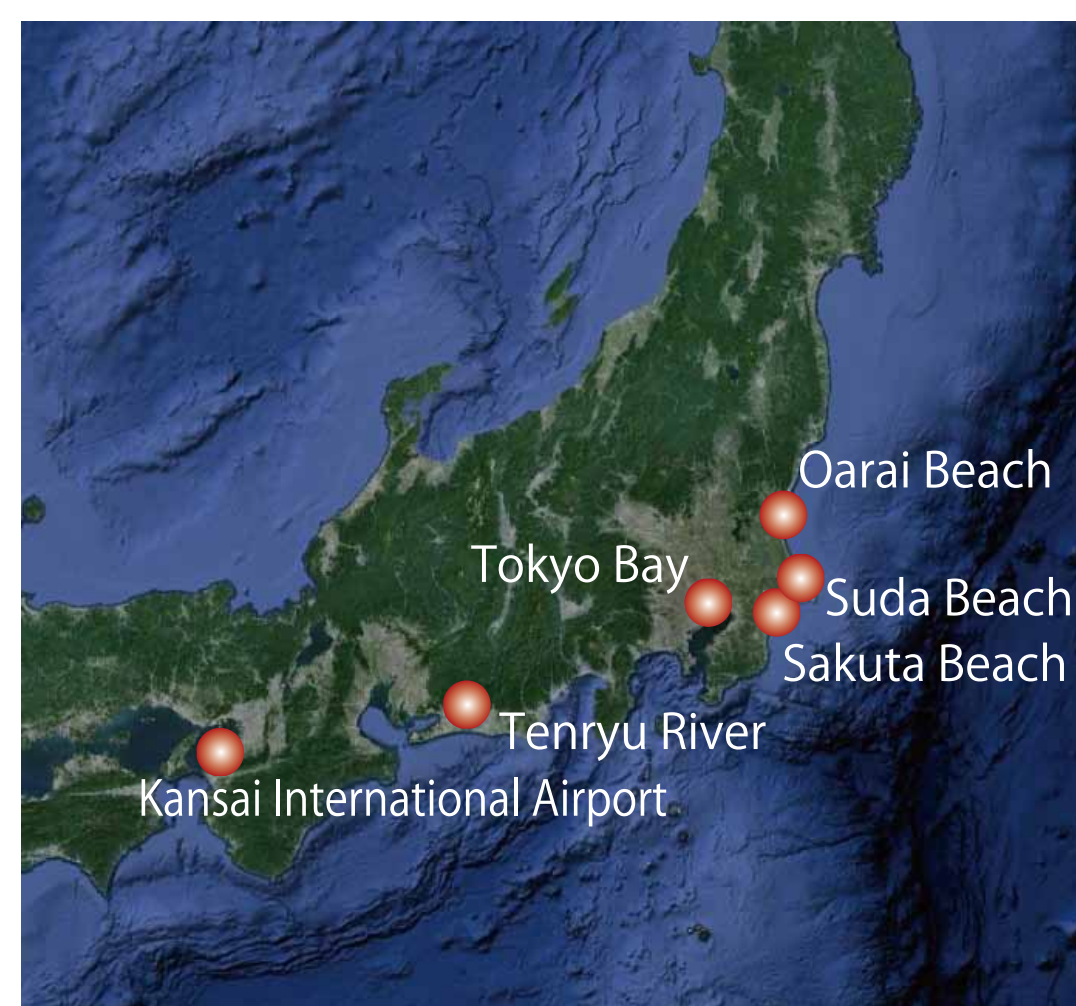 Oarai Beach
Tokyo Bay
Suda Beach
Sakuta Beach
Tenryu River
Kansai International Airport